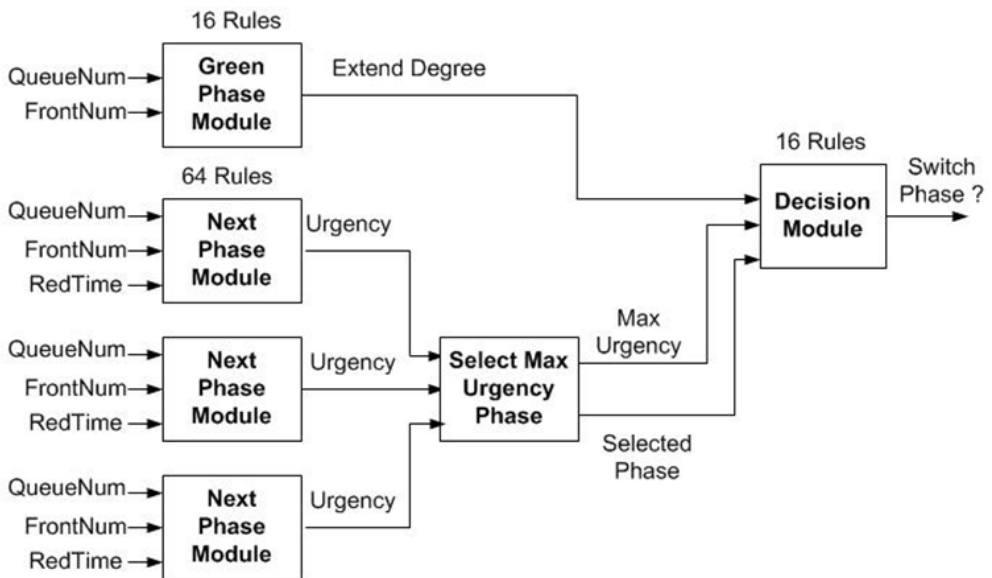 16 Rules
QueueNum
FrontNum
Green
Phase
Module
Extend Degree
64 Rules
QueueNum
FrontNum
RedTime
Next
Phase
Module
Urgency
QueueNum
FrontNum
RedTime
Next
Phase
Module
Urgency
QueueNum
FrontNum
RedTime
Next
Phase
Module
Urgency
Select Max
Urgency
Phase
Max
Urgency
Selected
Phase
16 Rules
Decision
Module
Switch
Phase ?